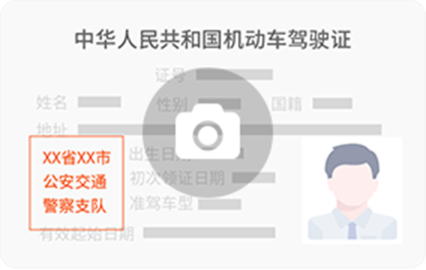 中华人民共和国机动车驾驶证
证号
姓名 性别 国籍
地址
出生日期
初次领证日期
准驾车型
有效起始日期
XX省XX市
公安交通
警察支队